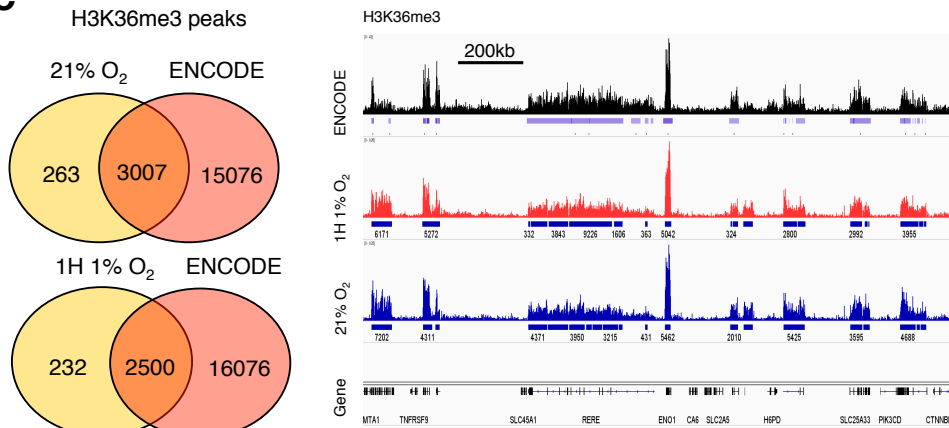 H3K36me3 peaks
21% O2 ENCODE
263 3007 15076
1H 1% O2 ENCODE
232 2500 16076
H3K36me3
200kb
ENCODE
1H 1% O2
6171 5272 332 3843 9226 1606 363 5042 324 2800 2992 3955
21% O2
7202 4311 4371 3950 3215 431 5462 2010 5425 3595 4688
Gene
MTA1 TNFRSF9 SLC45A1 RERE ENO1 CA6 SLC2A5 H6PD SLC25A33 PIK3CD